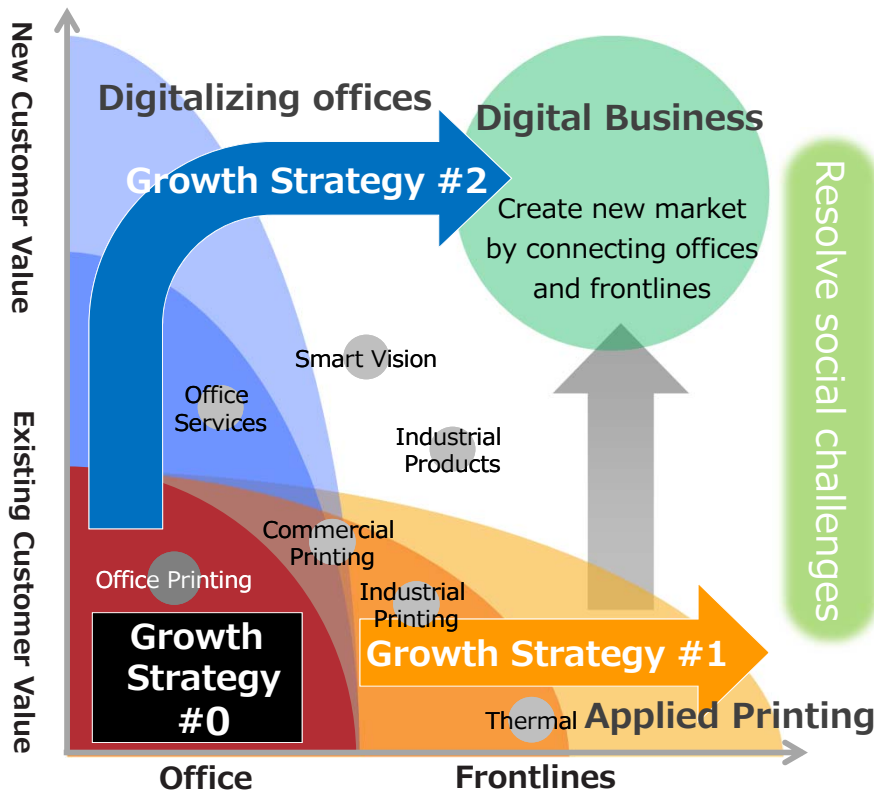 New Customer Value
Existing Customer Value
Digitalizing offices
Growth Strategy #2
Digital Business
Create new market
by connecting offices
and frontlines
Resolve social challenges
Smart Vision
Office
Services
Industrial
Products
Commercial
Printing
Office Printing
Industrial
Printing
Growth
Strategy
#0
Growth Strategy #1
Thermal
Applied Printing
Office
Frontlines